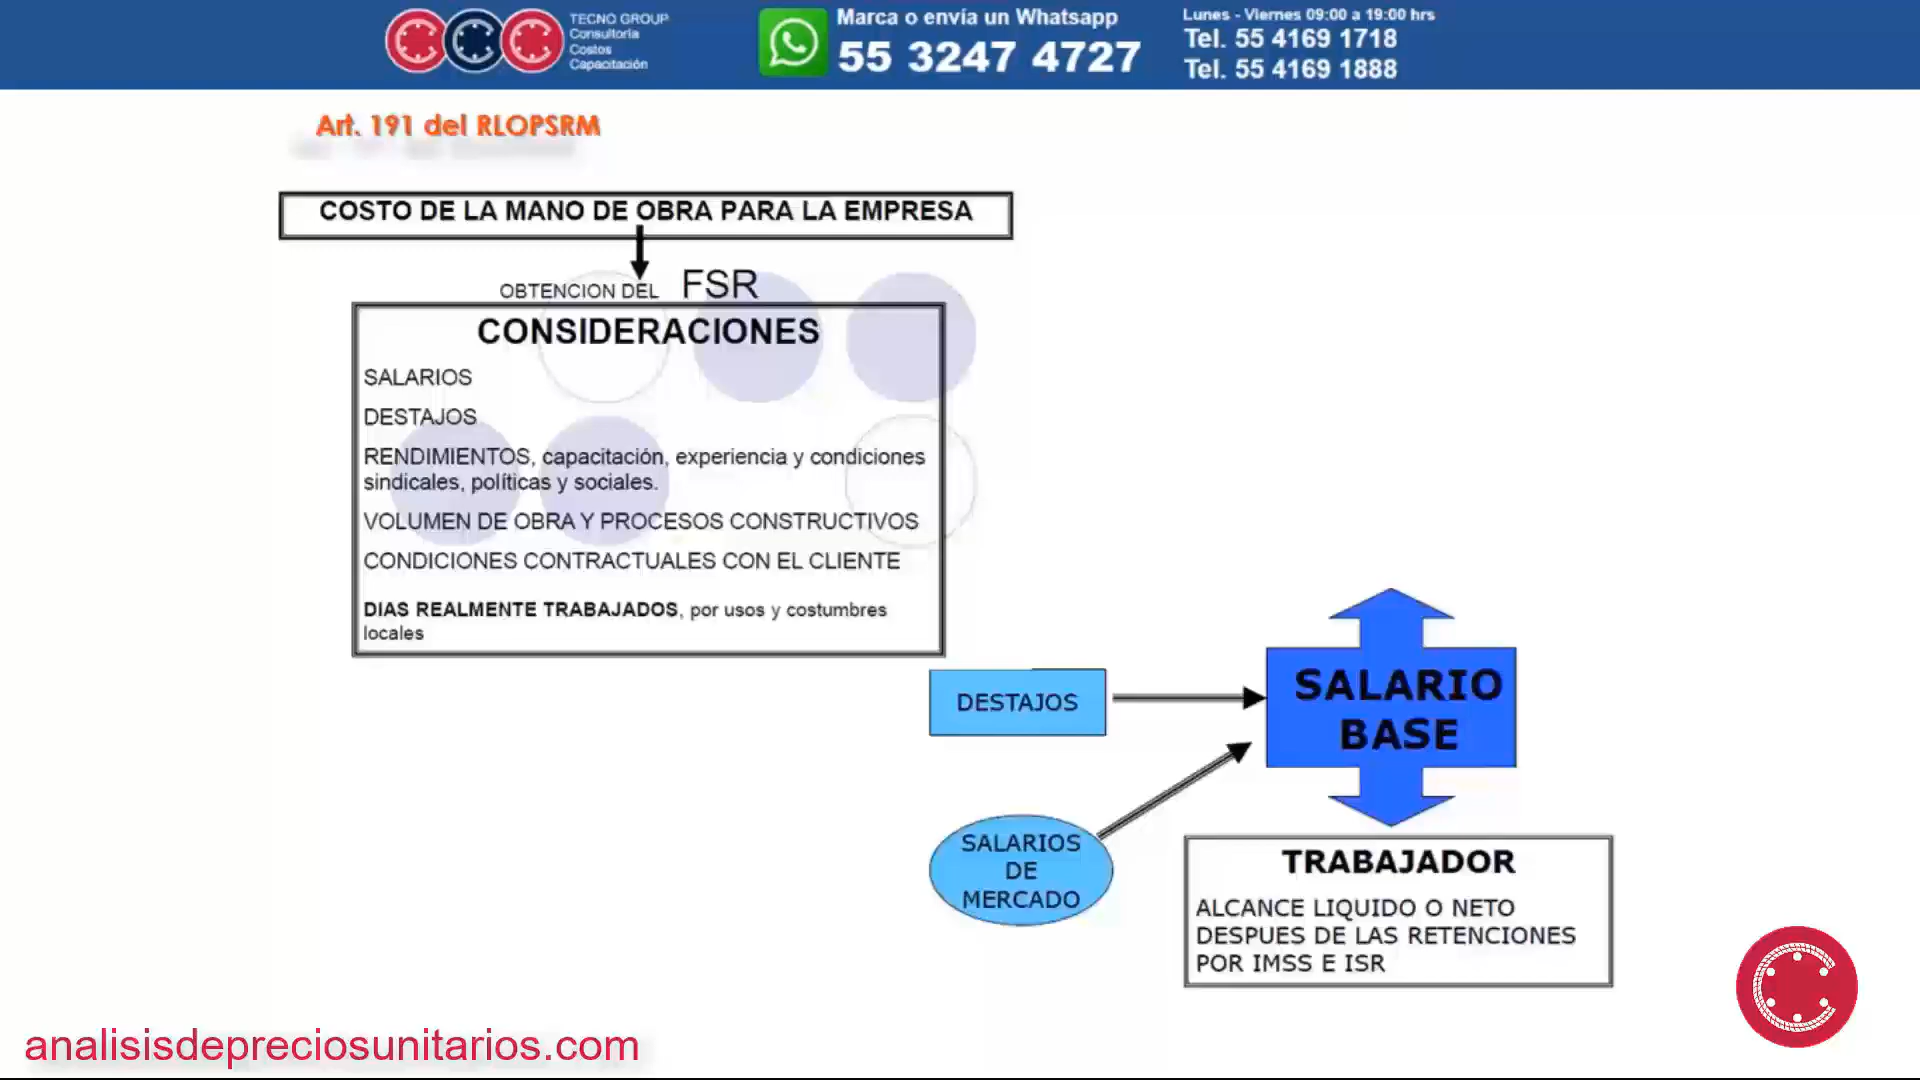 TECNO GROUP
Consultoría
Costos
Capacitación
Marca o envía un Whatsapp
55 3247 4727
Lunes - Viernes 09:00 a 19:00 hrs
Tel. 55 4169 1718
Tel. 55 4169 1888
Art. 191 del RLOPSRM
COSTO DE LA MANO DE OBRA PARA LA EMPRESA
OBTENCION DEL FSR
CONSIDERACIONES
SALARIOS
DESTAJOS
RENDIMIENTOS, capacitación, experiencia y condiciones
sindicales, políticas y sociales.
VOLUMEN DE OBRA Y PROCESOS CONSTRUCTIVOS
CONDICIONES CONTRACTUALES CON EL CLIENTE
DIAS REALMENTE TRABAJADOS, por usos y costumbres
locales
DESTAJOS
SALARIO
BASE
SALARIOS
DE
MERCADO
TRABAJADOR
ALCANCE LIQUIDO O NETO
DESPUES DE LAS RETENCIONES
POR IMSS E ISR
analisisdepreciosunitarios.com